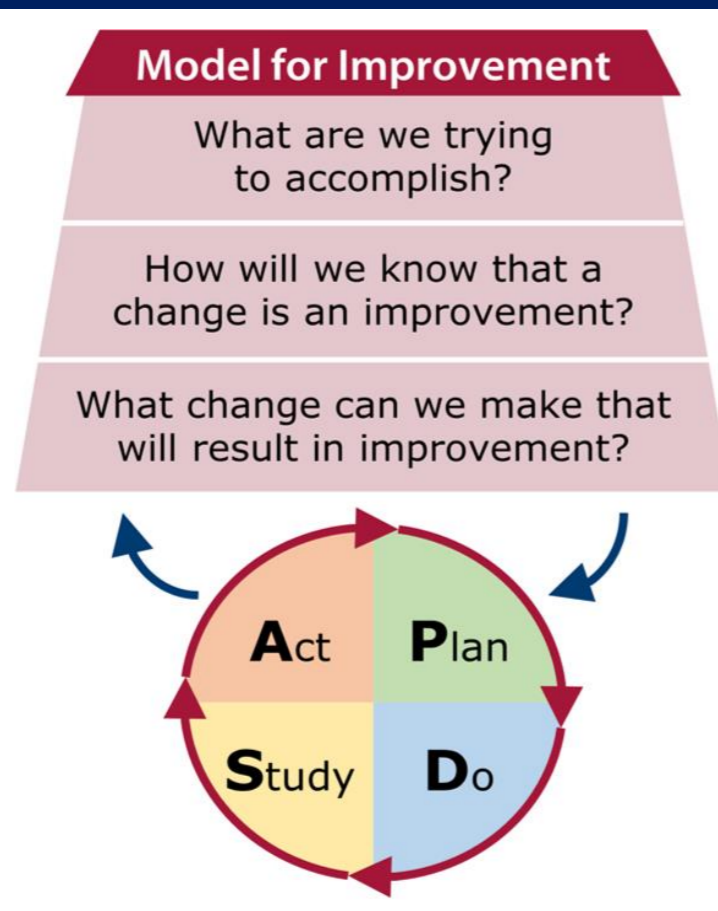 Model for Improvement
What are we trying
to accomplish?
How will we know that a
change is an improvement?
What change can we make that
will result in improvement?
Act
Plan
Study
Do